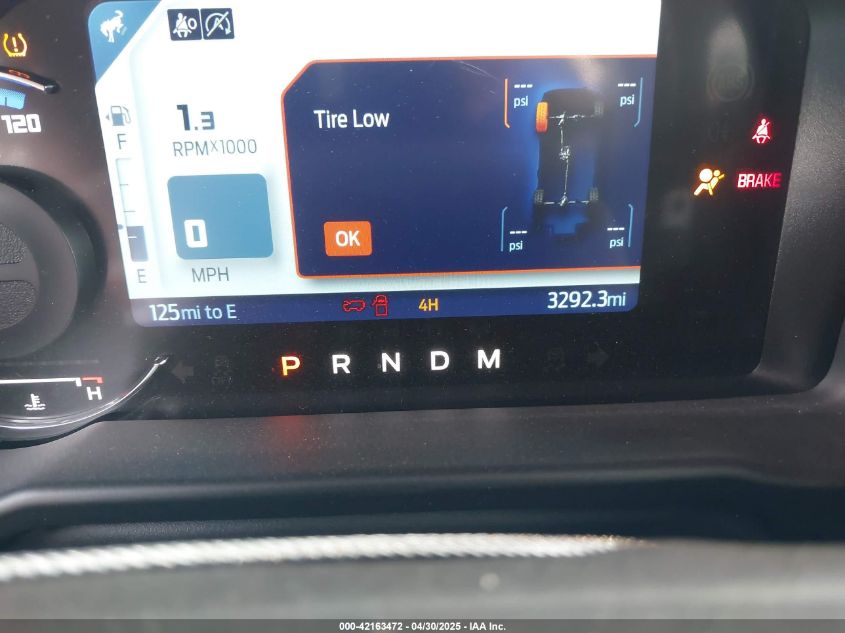 120
1.3
RPMx1000
F
0
MPH
E
Tire Low
OK
--- psi
--- psi
--- psi
--- psi
BRAKE
125mi to E
4H
3292.3mi
P R N D M
H
000-42163472 - 04/30/2025 - IAA Inc.